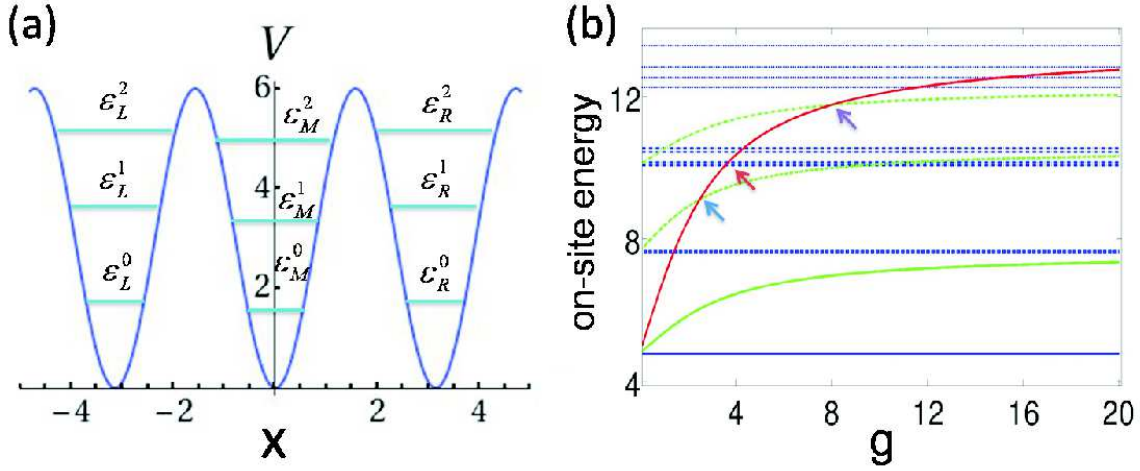 (a)
V
6
4
2
ε_L^2
ε_M^2
ε_R^2
ε_L^1
ε_M^1
ε_R^1
ε_L^0
ε_M^0
ε_R^0
−4 −2 0 2 4
x
(b)
on-site energy
12
8
4
4 8 12 16 20
g